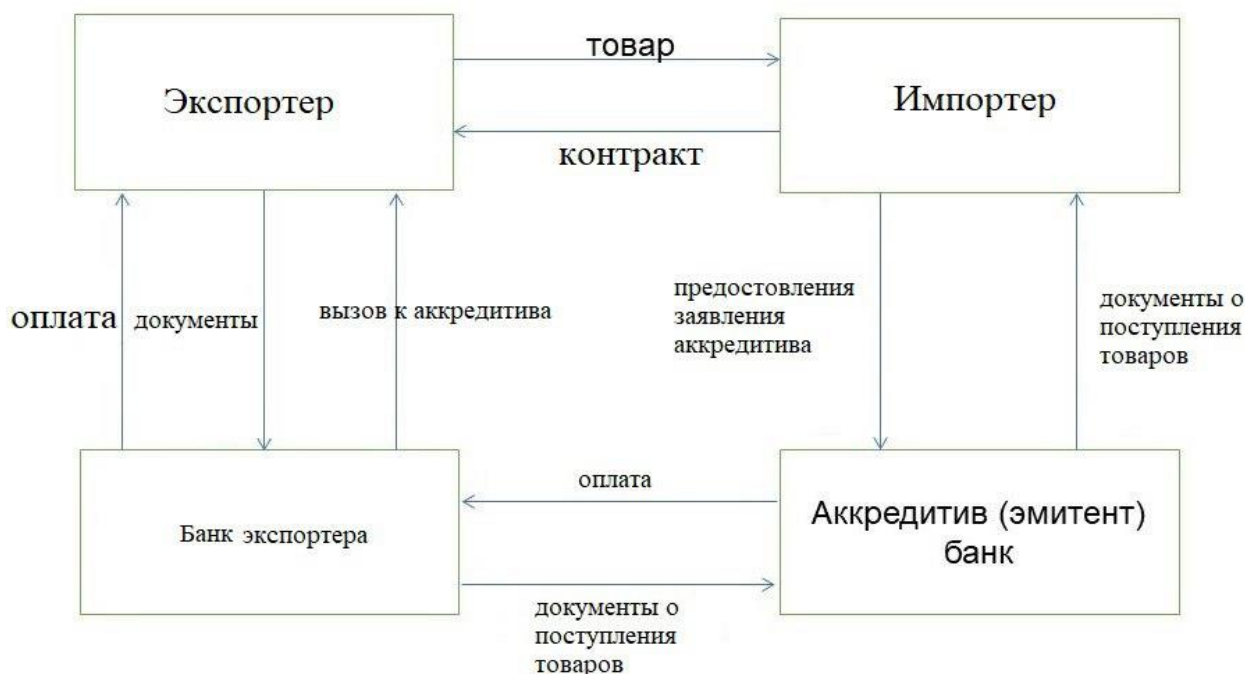 товар
Экспортер
Импортер
контракт
оплата
документы
вызов к аккредитива
предостовления
заявления
аккредитива
документы о
поступления
товаров
оплата
Банк экспортера
Аккредитив (эмитент)
банк
документы о
поступления
товаров